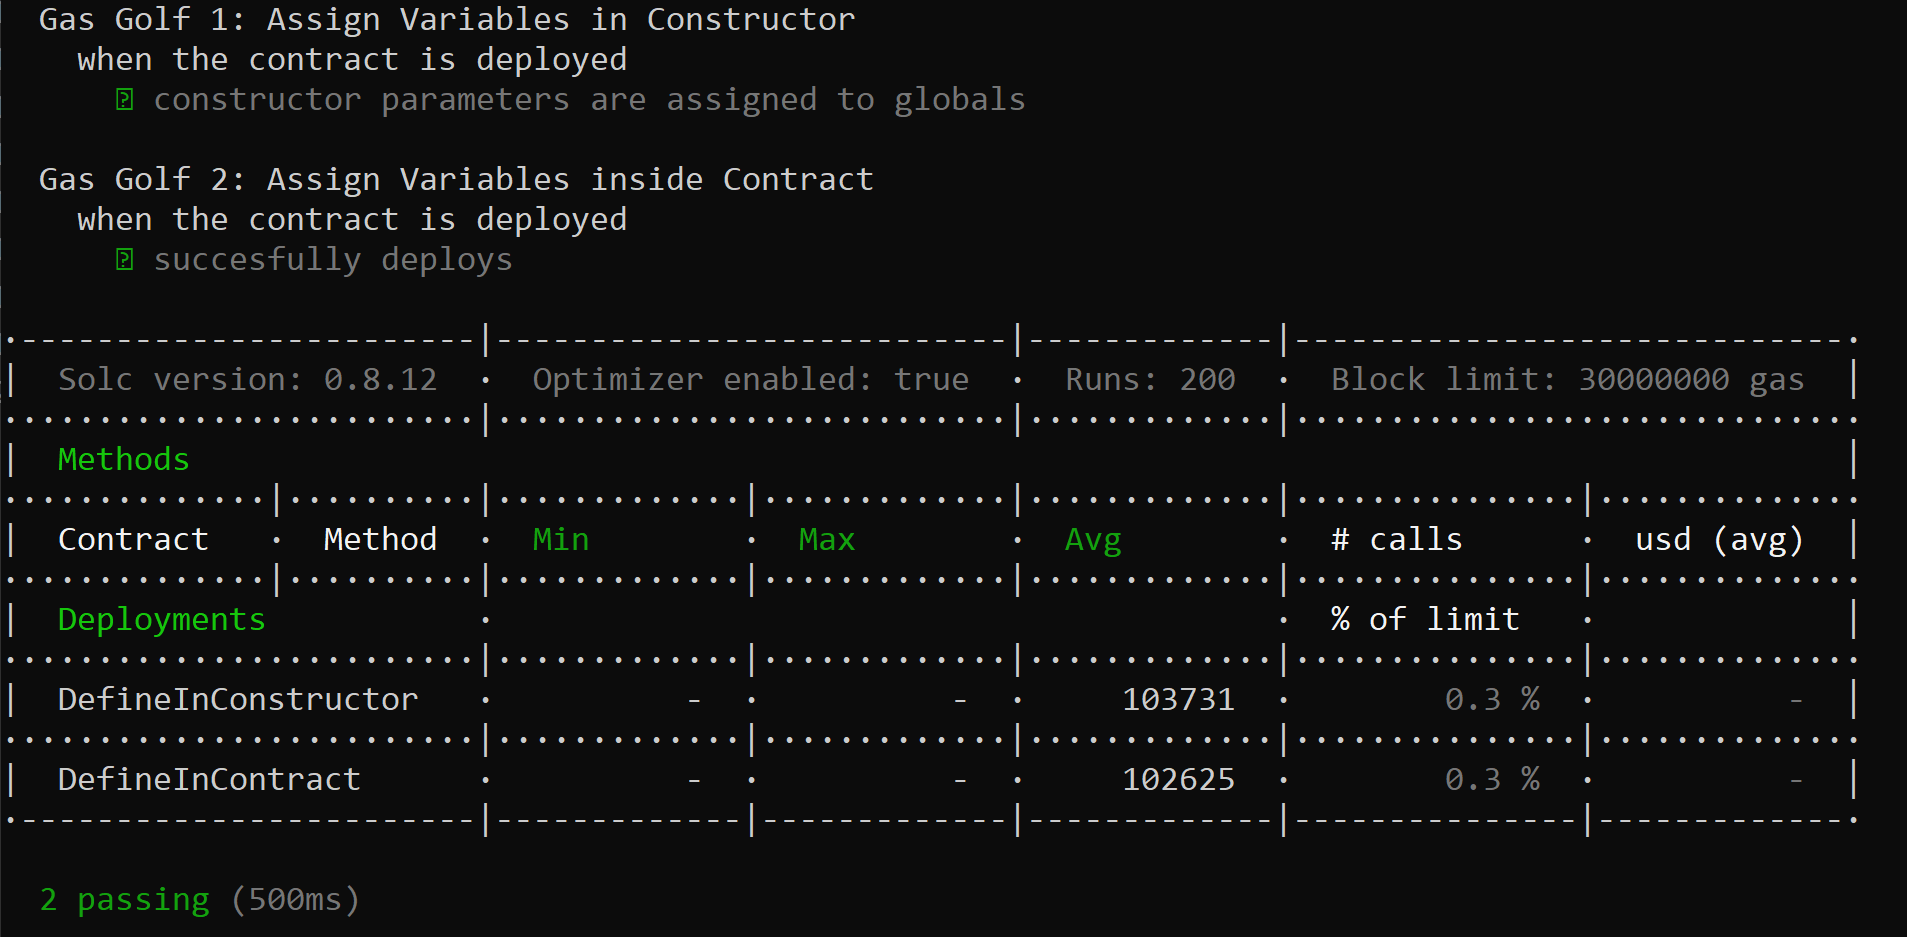 Gas Golf 1: Assign Variables in Constructor
when the contract is deployed
constructor parameters are assigned to globals
Gas Golf 2: Assign Variables inside Contract
when the contract is deployed
succesfully deploys
Solc version: 0.8.12 · Optimizer enabled: true · Runs: 200 · Block limit: 30000000 gas
Methods
Contract · Method · Min · Max · Avg · # calls · usd (avg)
Deployments · · % of limit ·
DefineInConstructor · - · - · 103731 · 0.3 % · -
DefineInContract · - · - · 102625 · 0.3 % · -
2 passing (500ms)